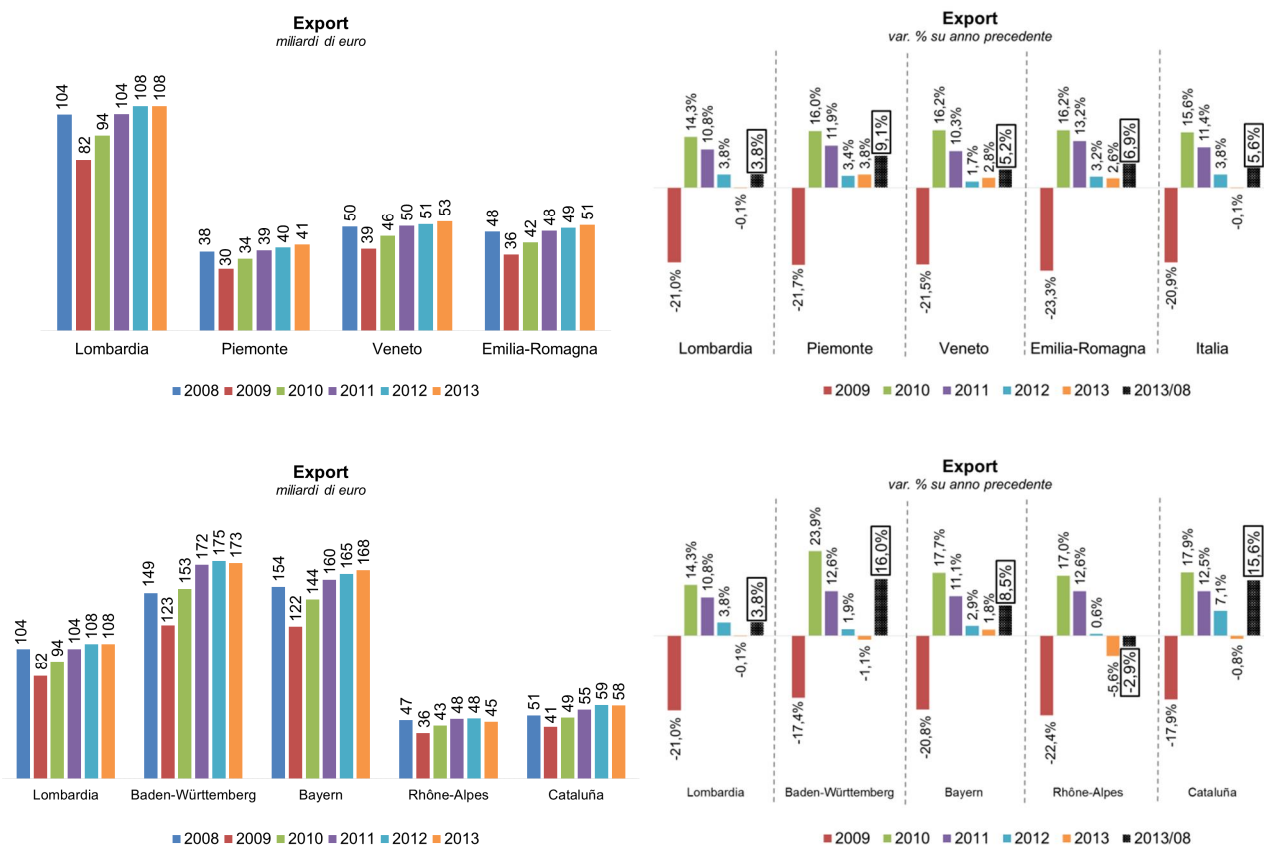 Export
miliardi di euro
104 82 94 104 108 108
38 30 34 39 40 41
50 39 46 50 51 53
48 36 42 48 49 51
Lombardia Piemonte Veneto Emilia-Romagna
2008 2009 2010 2011 2012 2013
Export
var. % su anno precedente
-21,0% 14,3% 10,8% 3,8% -0,1% 3,8%
-21,7% 16,0% 11,9% 3,4% 3,8% 9,1%
-21,5% 16,2% 10,3% 1,7% 2,8% 5,2%
-23,3% 16,2% 13,2% 3,2% 2,6% 6,9%
-20,9% 15,6% 11,4% 3,8% -0,1% 5,6%
Lombardia Piemonte Veneto Emilia-Romagna Italia
2009 2010 2011 2012 2013 2013/08
Export
miliardi di euro
104 82 94 104 108 108
149 123 153 172 175 173
154 122 144 160 165 168
47 36 43 48 48 45
51 41 49 55 59 58
Lombardia Baden-Württemberg Bayern Rhône-Alpes Cataluña
2008 2009 2010 2011 2012 2013
Export
var. % su anno precedente
-21,0% 14,3% 10,8% 3,8% -0,1% 3,8%
-17,4% 23,9% 12,6% 1,9% -1,1% 16,0%
-20,8% 17,7% 11,1% 2,9% 1,8% 8,5%
-22,4% 17,0% 12,6% 0,6% -5,6% -2,9%
-17,9% 17,9% 12,5% 7,1% -0,8% 15,6%
Lombardia Baden-Württemberg Bayern Rhône-Alpes Cataluña
2009 2010 2011 2012 2013 2013/08